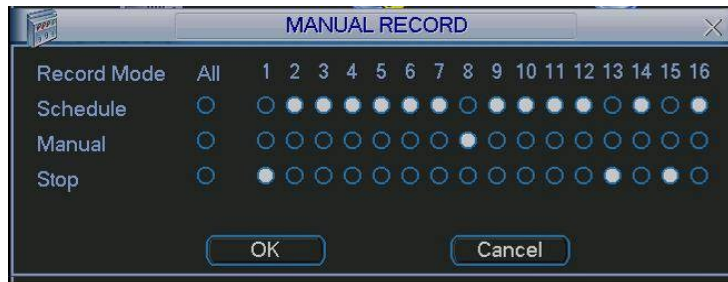 MANUAL RECORD
Record Mode All 1 2 3 4 5 6 7 8 9 10 11 12 13 14 15 16
Schedule
Manual
Stop
OK Cancel